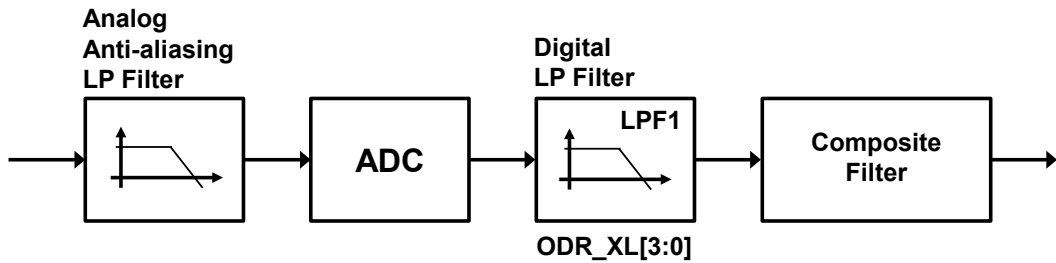 Analog
Anti-aliasing
LP Filter
ADC
Digital
LP Filter
LPF1
ODR_XL[3:0]
Composite
Filter